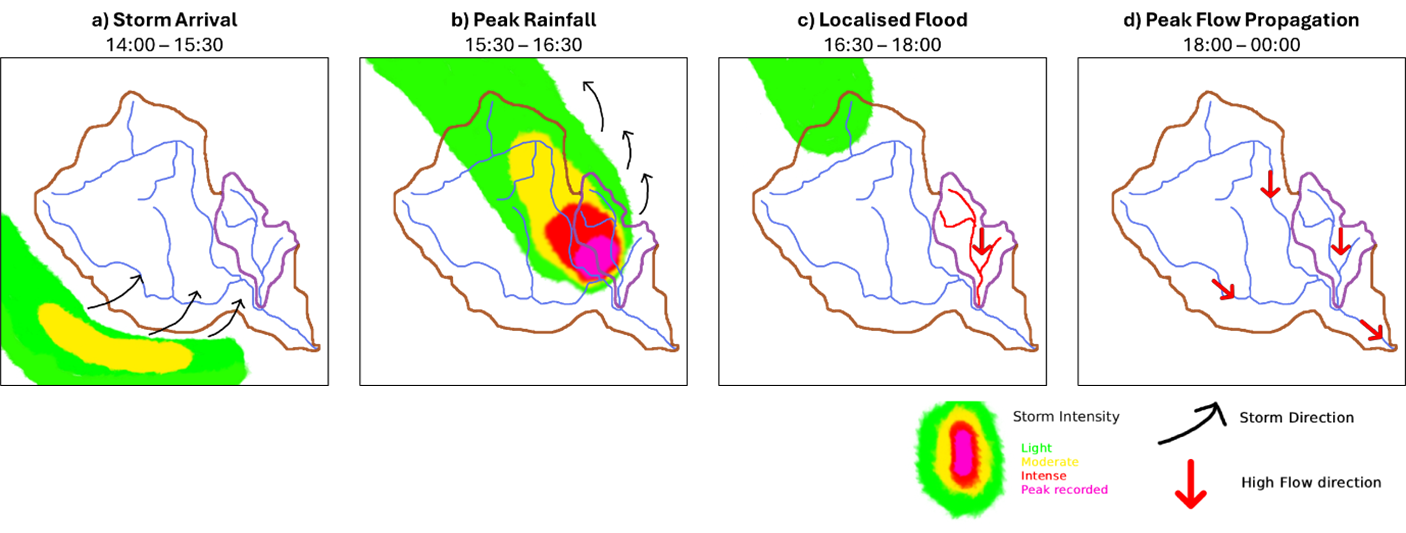 a) Storm Arrival
14:00 – 15:30
b) Peak Rainfall
15:30 – 16:30
c) Localised Flood
16:30 – 18:00
d) Peak Flow Propagation
18:00 – 00:00
Storm Intensity
Light
Moderate
Intense
Peak recorded
Storm Direction
High Flow direction